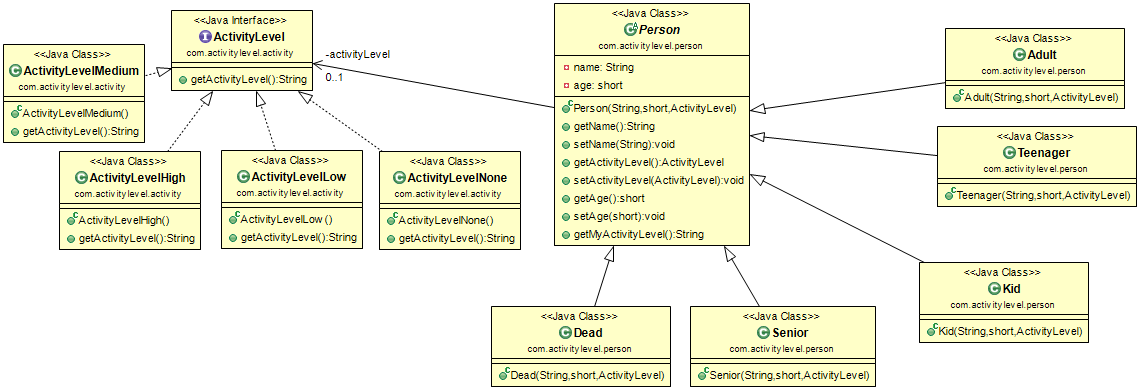 <<Java Interface>>
ActivityLevel
com.activitylevel.activity
getActivityLevel():String
<<Java Class>>
ActivityLevelMedium
com.activitylevel.activity
ActivityLevelMedium()
getActivityLevel():String
<<Java Class>>
ActivityLevelHigh
com.activitylevel.activity
ActivityLevelHigh()
getActivityLevel():String
<<Java Class>>
ActivityLevelLow
com.activitylevel.activity
ActivityLevelLow ()
getActivityLevel():String
<<Java Class>>
ActivityLevelNone
com.activitylevel.activity
ActivityLevelNone()
getActivityLevel():String
-activityLevel
0..1
<<Java Class>>
Person
com.activitylevel.person
name: String
age: short
Person(String,short,ActivityLevel)
getName():String
setName(String):void
getActivityLevel():ActivityLevel
setActivityLevel(ActivityLevel):void
getAge():short
setAge(short):void
getMyActivityLevel():String
<<Java Class>>
Adult
com.activitylevel.person
Adult(String,short,ActivityLevel)
<<Java Class>>
Teenager
com.activitylevel.person
Teenager(String,short,ActivityLevel)
<<Java Class>>
Kid
com.activitylevel.person
Kid(String,short,ActivityLevel)
<<Java Class>>
Dead
com.activitylevel.person
Dead(String,short,ActivityLevel)
<<Java Class>>
Senior
com.activitylevel.person
Senior(String,short,ActivityLevel)